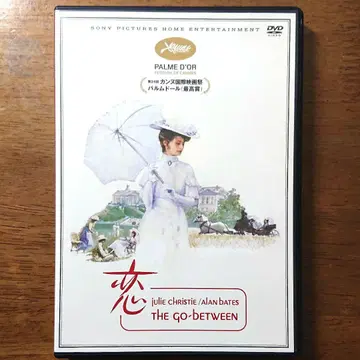 SONY PICTURES HOME ENTERTAINMENT
DVD
VIDEO
PALME D'OR
FESTIVAL DE CANNES
第24回 カンヌ国際映画祭
パルムドール「最高賞」
恋
julie christie/alan bates
the go-between